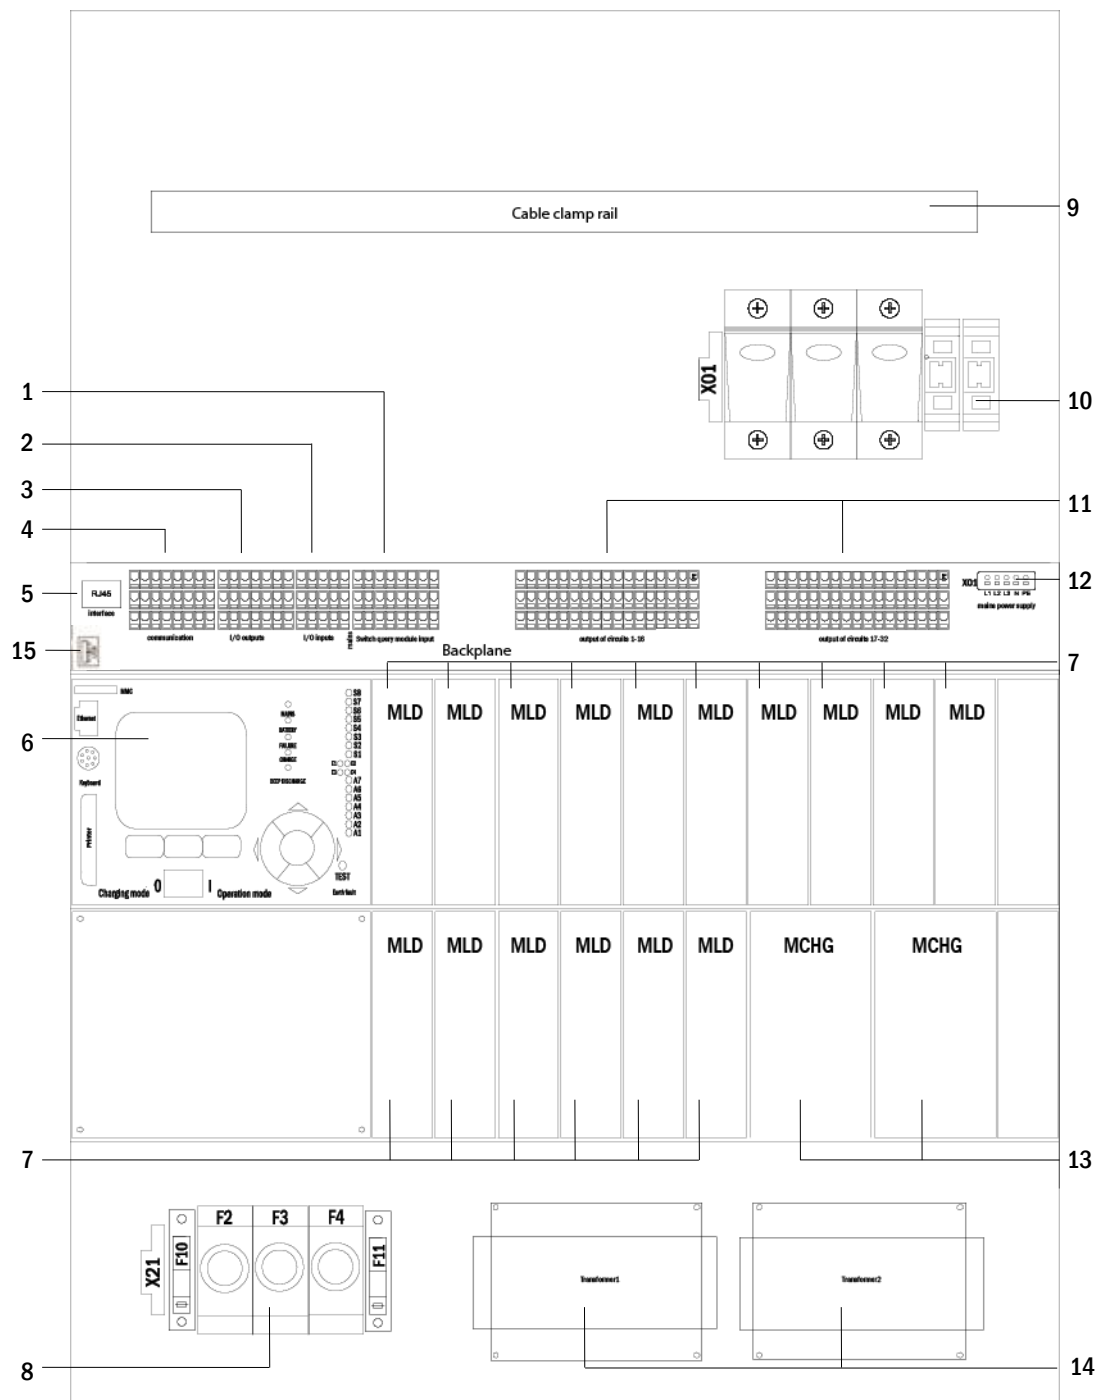 Cable clamp rail
9
X01
10
1
2
3
4
11
5
RJ45
interface
communication
I/O outputs
I/O inputs
mains
Switch query module input
output of circuits 1-16
output of circuits 17-32
X01
L1 L2 L3 N PE
mains power supply
12
15
Backplane
7
MMC
Ethernet
Keyboard
Printer
6
MAINS
BATTERY
FAILURE
CHARGE
DEEP DISCHARGE
S8
S7
S6
S5
S4
S3
S2
S1
A7
A6
A5
A4
A3
A2
A1
TEST
Earth fault
Charging mode
0
I
Operation mode
MLD MLD MLD MLD MLD MLD MLD MLD MLD MLD
MLD MLD MLD MLD MLD MLD MCHG MCHG
7
13
X21
F10
F2
F3
F4
F11
Transformer1
Transformer2
8
14